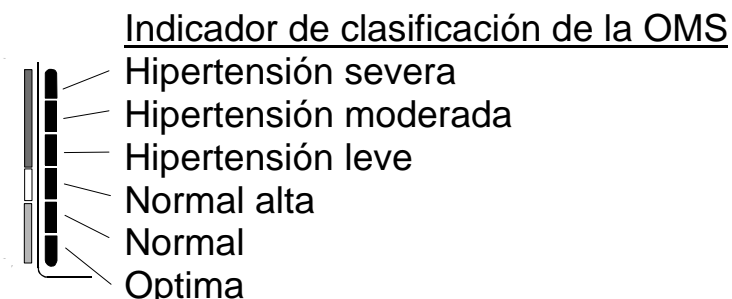 Indicador de clasificación de la OMS
Hipertensión severa
Hipertensión moderada
Hipertensión leve
Normal alta
Normal
Optima